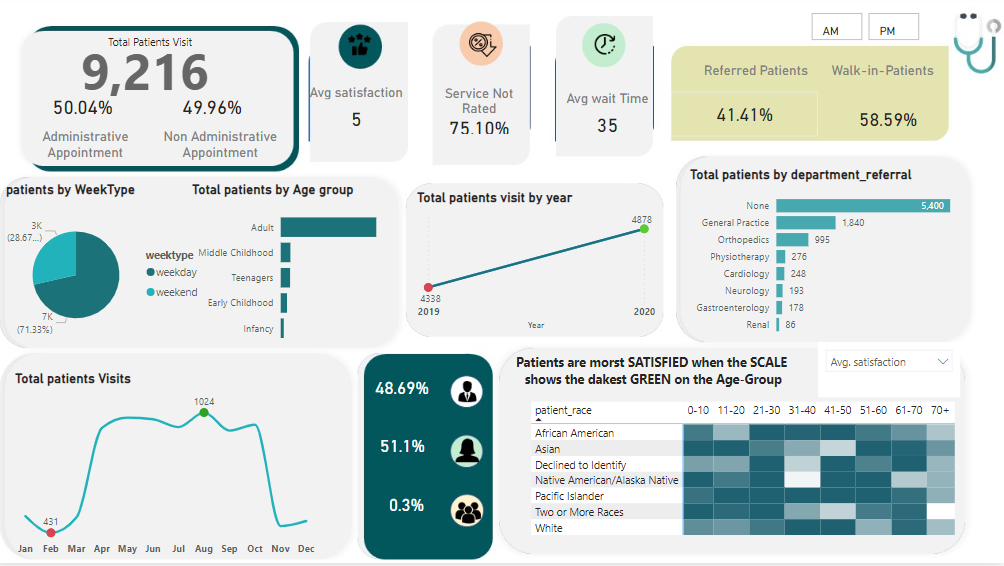 Total Patients Visit
9,216
50.04%
49.96%
Administrative
Appointment
Non Administrative
Appointment
Avg satisfaction
5
Service Not
Rated
75.10%
Avg wait Time
35
AM
PM
Referred Patients
Walk-in-Patients
41.41%
58.59%
patients by WeekType
3K
(28.67...)
7K
(71.33%)
weektype
weekday
weekend
Total patients by Age group
Adult
Middle Childhood
Teenagers
Early Childhood
Infancy
Total patients visit by year
4878
4338
2019
2020
Year
Total patients by department_referral
None 5,400
General Practice 1,840
Orthopedics 995
Physiotherapy 276
Cardiology 248
Neurology 193
Gastroenterology 178
Renal 86
Total patients Visits
1024
431
Jan Feb Mar Apr May Jun Jul Aug Sep Oct Nov Dec
48.69%
51.1%
0.3%
Patients are morst SATISFIED when the SCALE
shows the dakest GREEN on the Age-Group
Avg. satisfaction
patient_race 0-10 11-20 21-30 31-40 41-50 51-60 61-70 70+
African American
Asian
Declined to Identify
Native American/Alaska Native
Pacific Islander
Two or More Races
White